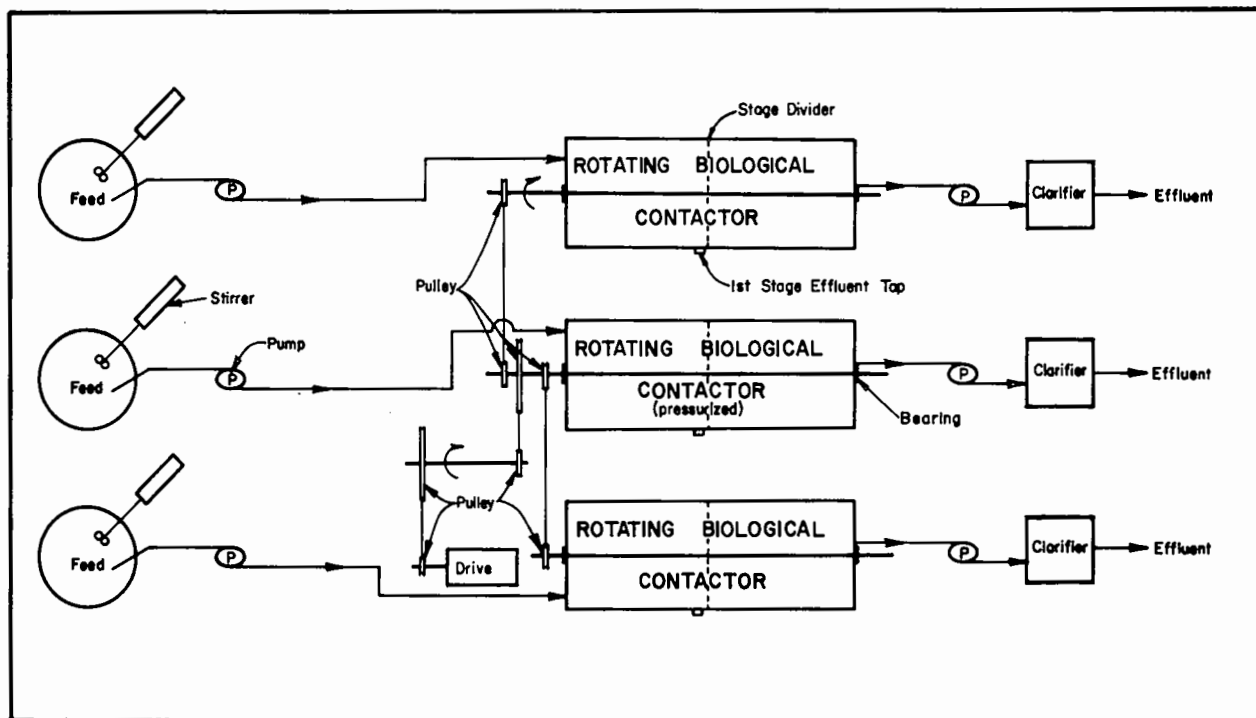 Stage Divider
ROTATING BIOLOGICAL
CONTACTOR
Feed
P
P
Clarifier
Effluent
1st Stage Effluent Tap
Pulley
Stirrer
Pump
ROTATING BIOLOGICAL
CONTACTOR
(pressurized)
Feed
P
P
Clarifier
Effluent
Bearing
Pulley
ROTATING BIOLOGICAL
CONTACTOR
Feed
P
Drive
P
Clarifier
Effluent